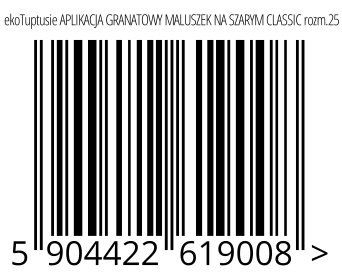 ekoTuptusie APLIKACJA GRANATOWY MALUSZEK NA SZARYM CLASSIC rozm.25
5 904422 619008 >